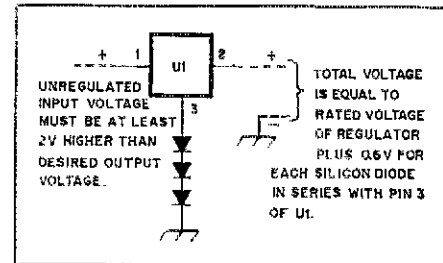 + 1 U1 2 +
3
UNREGULATED
INPUT VOLTAGE
MUST BE AT LEAST
2V HIGHER THAN
DESIRED OUTPUT
VOLTAGE.
TOTAL VOLTAGE
IS EQUAL TO
RATED VOLTAGE
OF REGULATOR
PLUS 0.6V FOR
EACH SILICON DIODE
IN SERIES WITH PIN 3
OF U1.